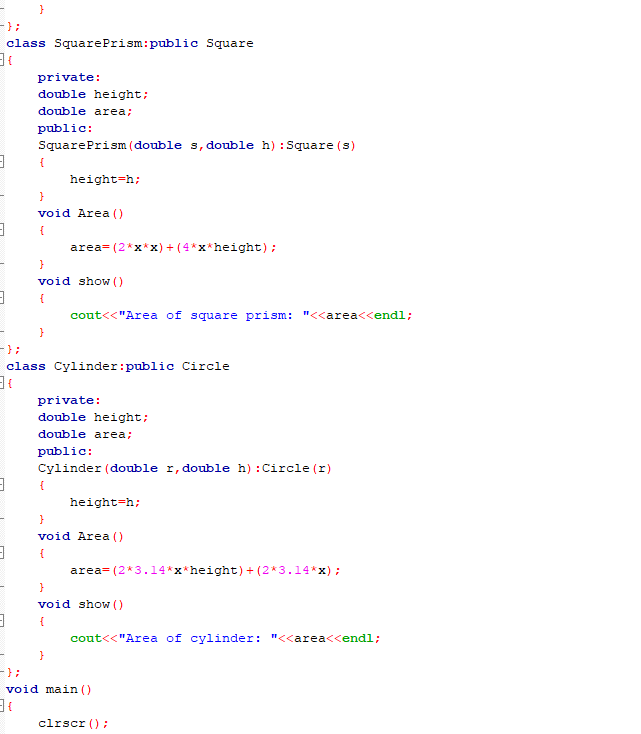 }
};
class SquarePrism:public Square
{
private:
double height;
double area;
public:
SquarePrism(double s,double h):Square(s)
{
height=h;
}
void Area()
{
area=(2*x*x)+(4*x*height);
}
void show()
{
cout<<"Area of square prism: "<<area<<endl;
}
};
class Cylinder:public Circle
{
private:
double height;
double area;
public:
Cylinder(double r,double h):Circle(r)
{
height=h;
}
void Area()
{
area=(2*3.14*x*height)+(2*3.14*x);
}
void show()
{
cout<<"Area of cylinder: "<<area<<endl;
}
};
void main()
{
clrscr();